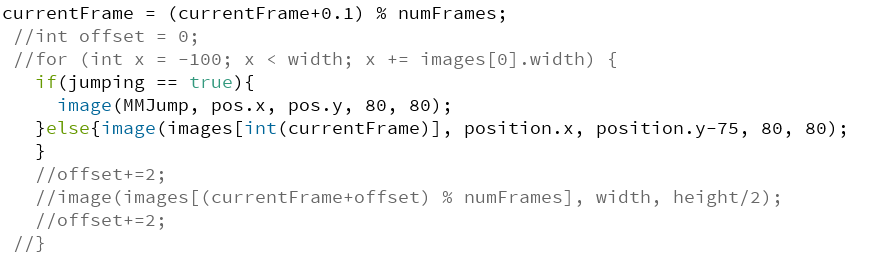 currentFrame = (currentFrame+0.1) % numFrames;
//int offset = 0;
//for (int x = -100; x < width; x += images[0].width) {
if(jumping == true){
image(MMJump, pos.x, pos.y, 80, 80);
}else{image(images[int(currentFrame)], position.x, position.y-75, 80, 80);
}
//offset+=2;
//image(images[(currentFrame+offset) % numFrames], width, height/2);
//offset+=2;
//}